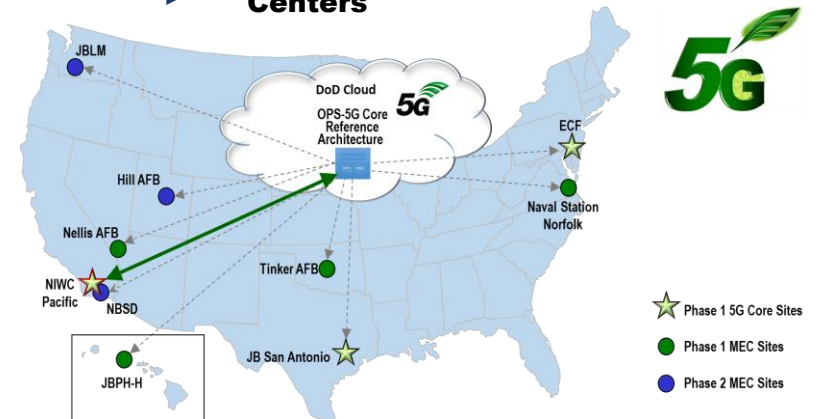 Centers
JBLM
DoD Cloud
5G
OPS-5G Core
Reference
Architecture
5G
ECF
Hill AFB
Naval Station
Norfolk
Nellis AFB
Tinker AFB
NIWC
Pacific
NBSD
Phase 1 5G Core Sites
Phase 1 MEC Sites
JB San Antonio
JBPH-H
Phase 2 MEC Sites